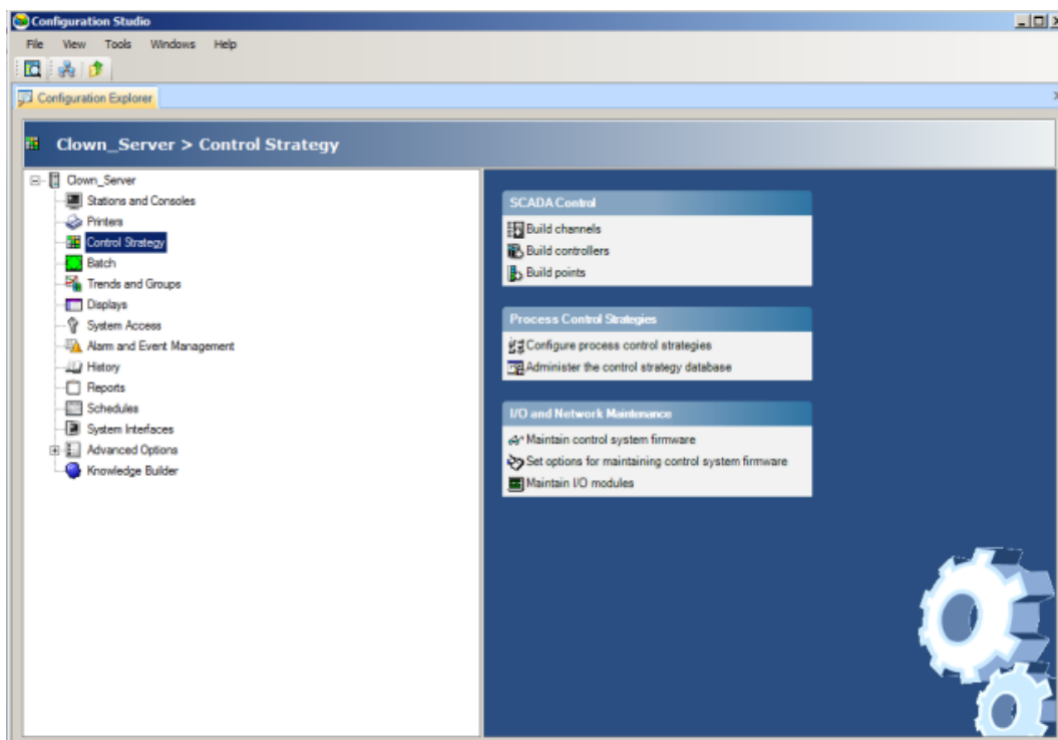 Configuration Studio
File View Tools Windows Help
Configuration Explorer
Clown_Server > Control Strategy
Clown_Server
Stations and Consoles
Printers
Control Strategy
Batch
Trends and Groups
Displays
System Access
Alarm and Event Management
History
Reports
Schedules
System Interfaces
Advanced Options
Knowledge Builder
SCADA Control
Build channels
Build controllers
Build points
Process Control Strategies
Configure process control strategies
Administer the control strategy database
I/O and Network Maintenance
Maintain control system firmware
Set options for maintaining control system firmware
Maintain I/O modules